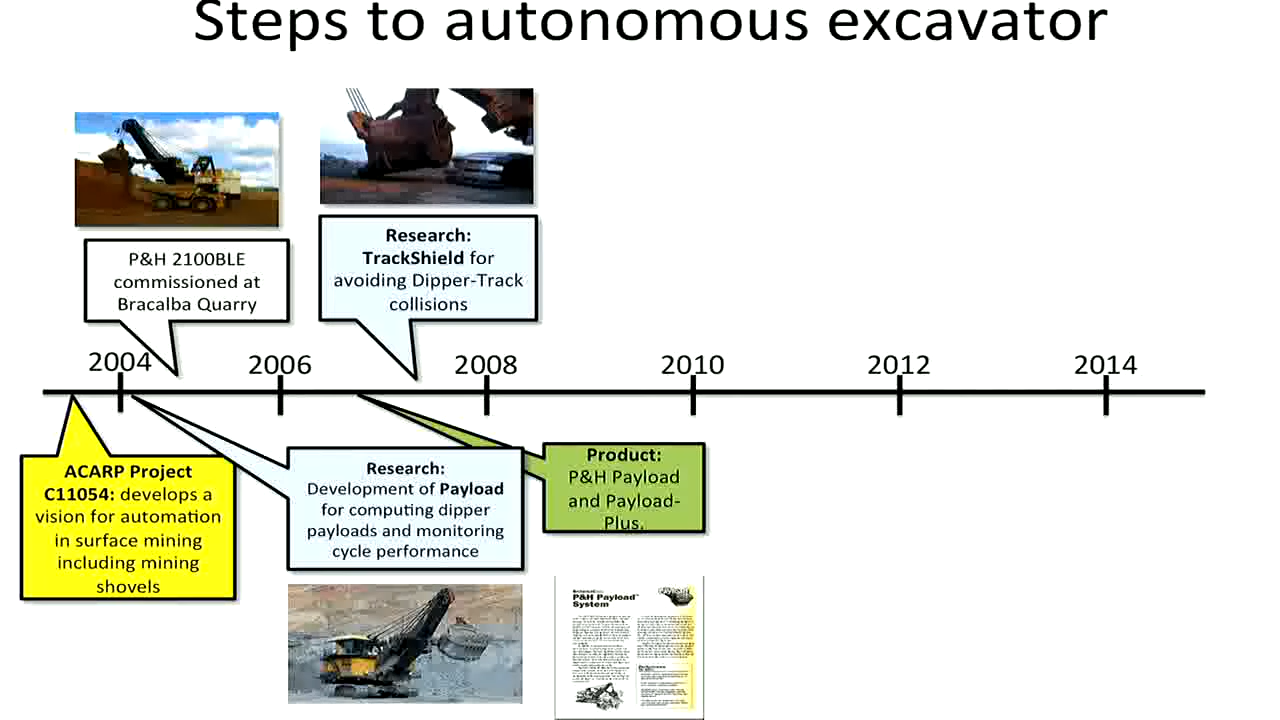 Steps to autonomous excavator
P&H 2100BLE
commissioned at
Bracalba Quarry
Research:
TrackShield for
avoiding Dipper-Track
collisions
2004
2006
2008
2010
2012
2014
ACARP Project
C11054: develops a
vision for automation
in surface mining
including mining
shovels
Research:
Development of Payload
for computing dipper
payloads and monitoring
cycle performance
Product:
P&H Payload
and Payload-
Plus.
P&H Payload™
System